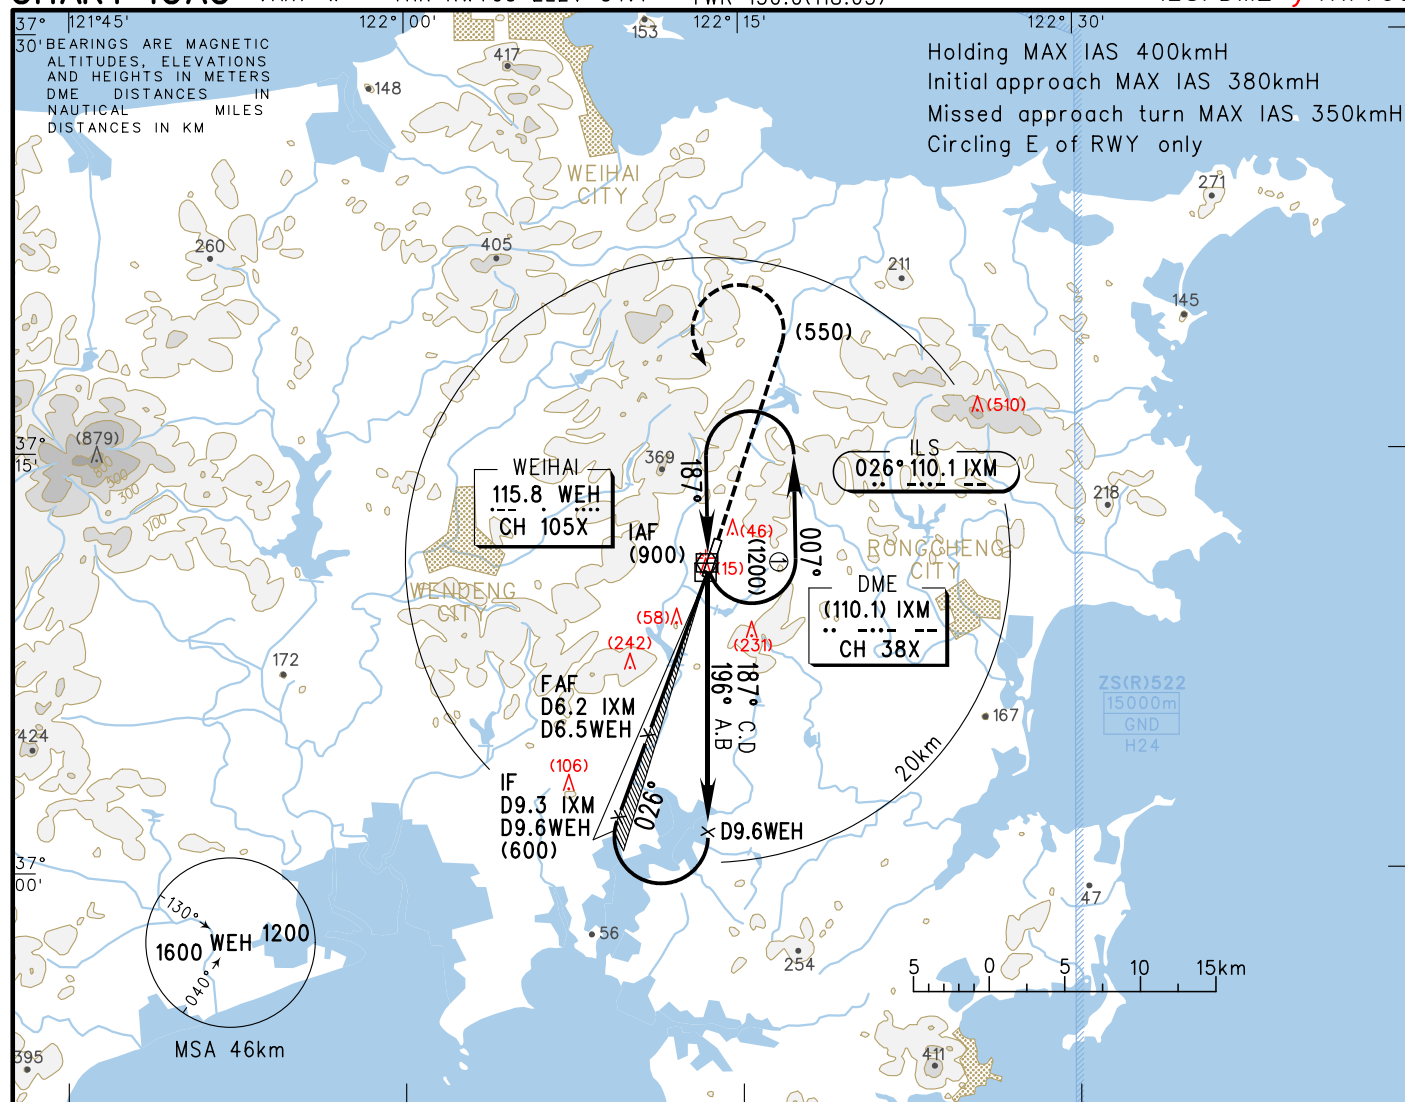 37°
30'
121°45'
122°00'
122°15'
122°30'
BEARINGS ARE MAGNETIC
ALTITUDES, ELEVATIONS
AND HEIGHTS IN METERS
DME DISTANCES IN
NAUTICAL MILES
DISTANCES IN KM
Holding MAX IAS 400kmH
Initial approach MAX IAS 380kmH
Missed approach turn MAX IAS 350kmH
Circling E of RWY only
153
417
148
WEIHAI
CITY
271
260
405
211
145
(550)
(510)
37°
15'
(879)
800
500
300
100
369
187°
ILS
026° 110.1 IXM
WEIHAI
115.8 WEH
CH 105X
218
IAF
(900)
(46)
(15)
(1200)
007°
RONGCHENG
CITY
WENDENG
CITY
DME
(110.1) IXM
CH 38X
(58)
(242)
(231)
172
FAF
D6.2 IXM
D6.5WEH
187° C.D
196° A.B
ZS(R)522
15000m
GND
H24
167
424
20km
(106)
IF
D9.3 IXM
D9.6WEH
(600)
026°
D9.6WEH
37°
00'
47
130°
1600
WEH
1200
040°
MSA 46km
56
254
5 0 5 10 15km
395
411